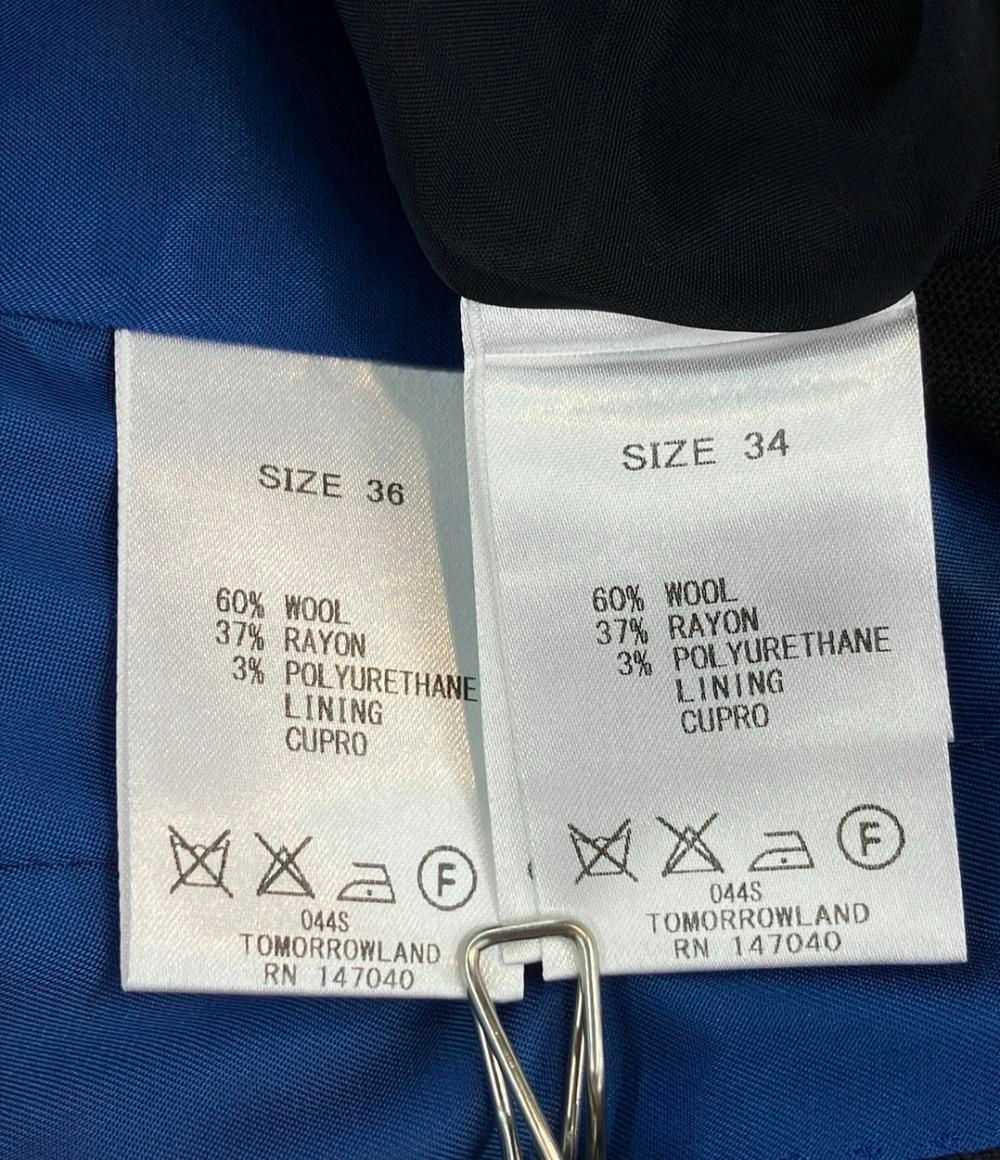 SIZE 36
60% WOOL
37% RAYON
3% POLYURETHANE
LINING
CUPRO
F
044S
TOMORROWLAND
RN 147040
SIZE 34
60% WOOL
37% RAYON
3% POLYURETHANE
LINING
CUPRO
F
044S
TOMORROWLAND
RN 147040